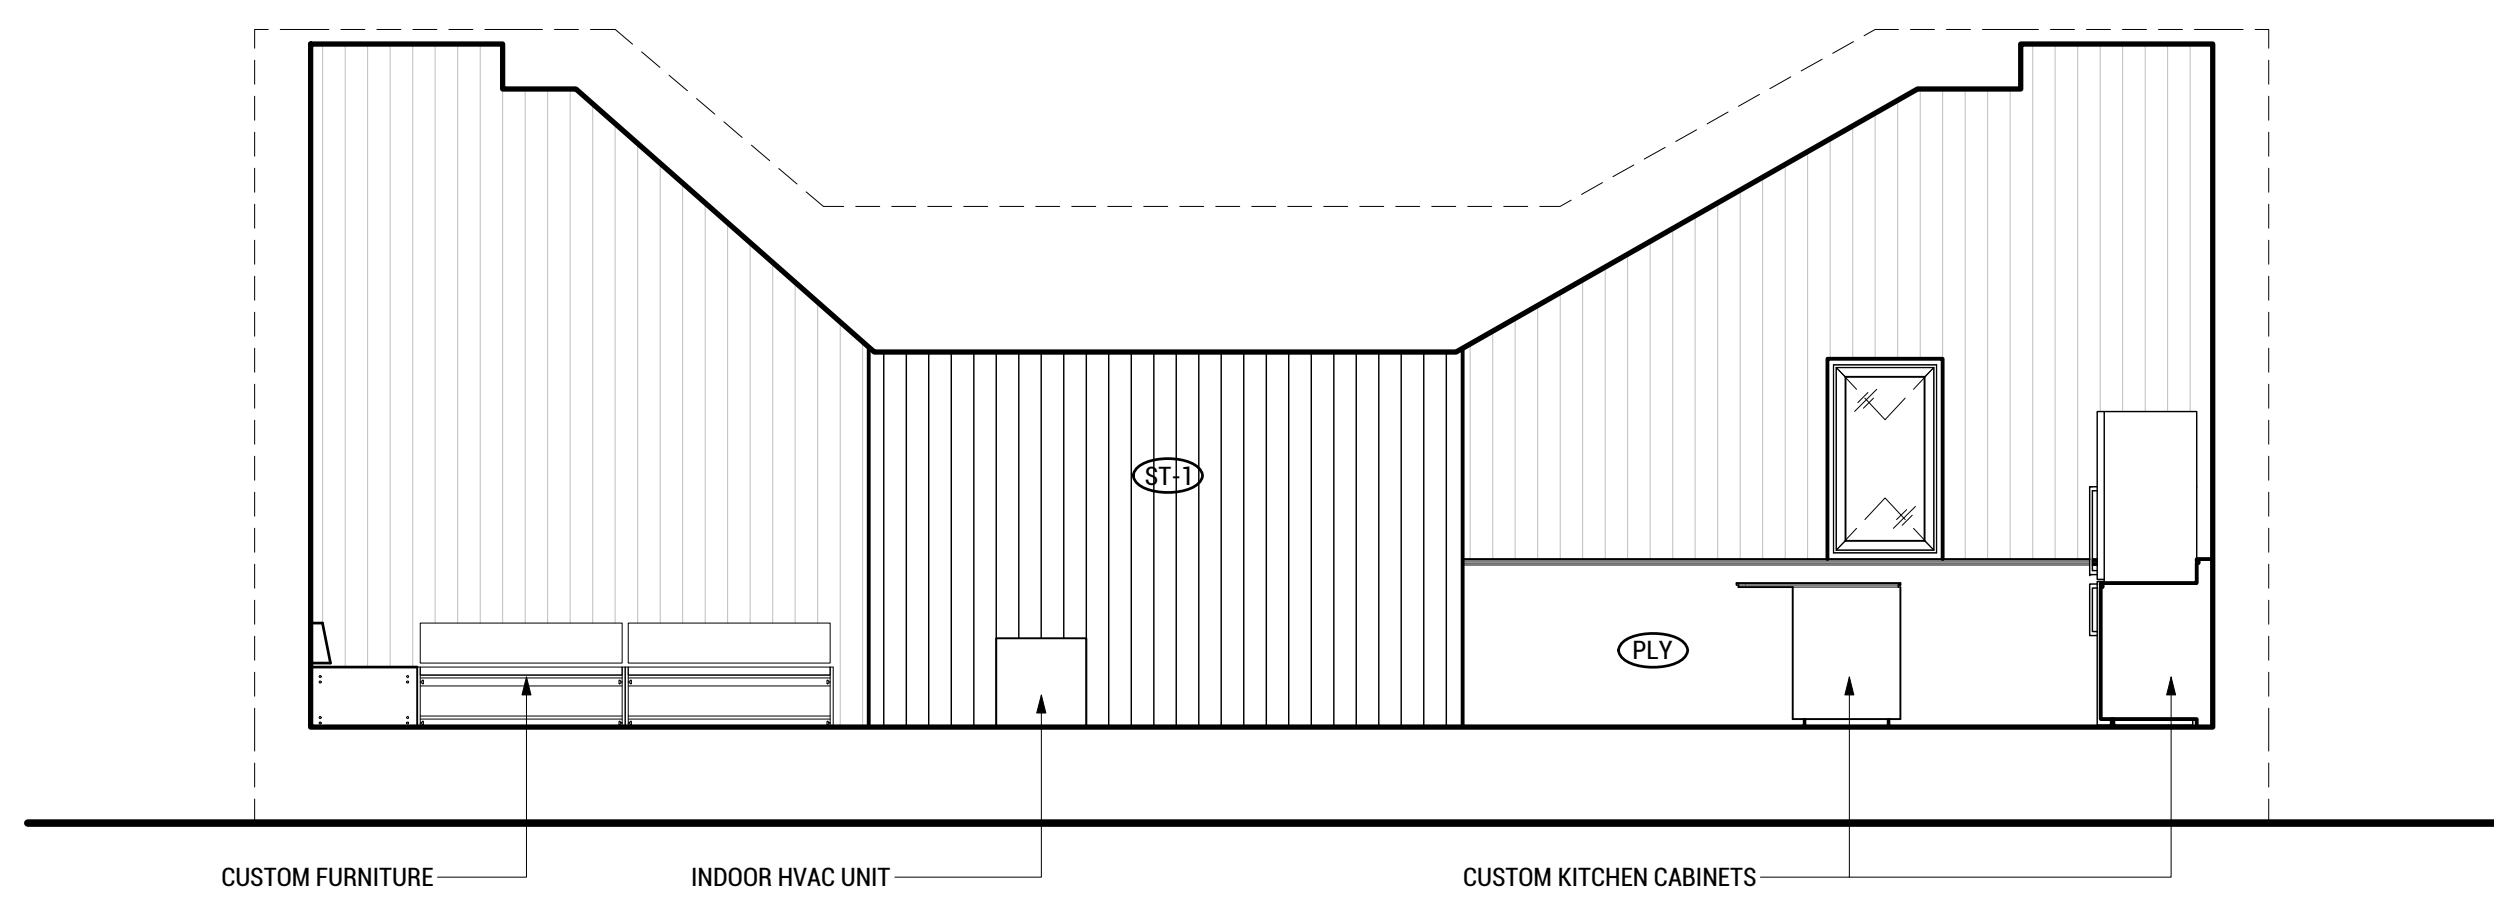 ST-1
PLY
CUSTOM FURNITURE
INDOOR HVAC UNIT
CUSTOM KITCHEN CABINETS